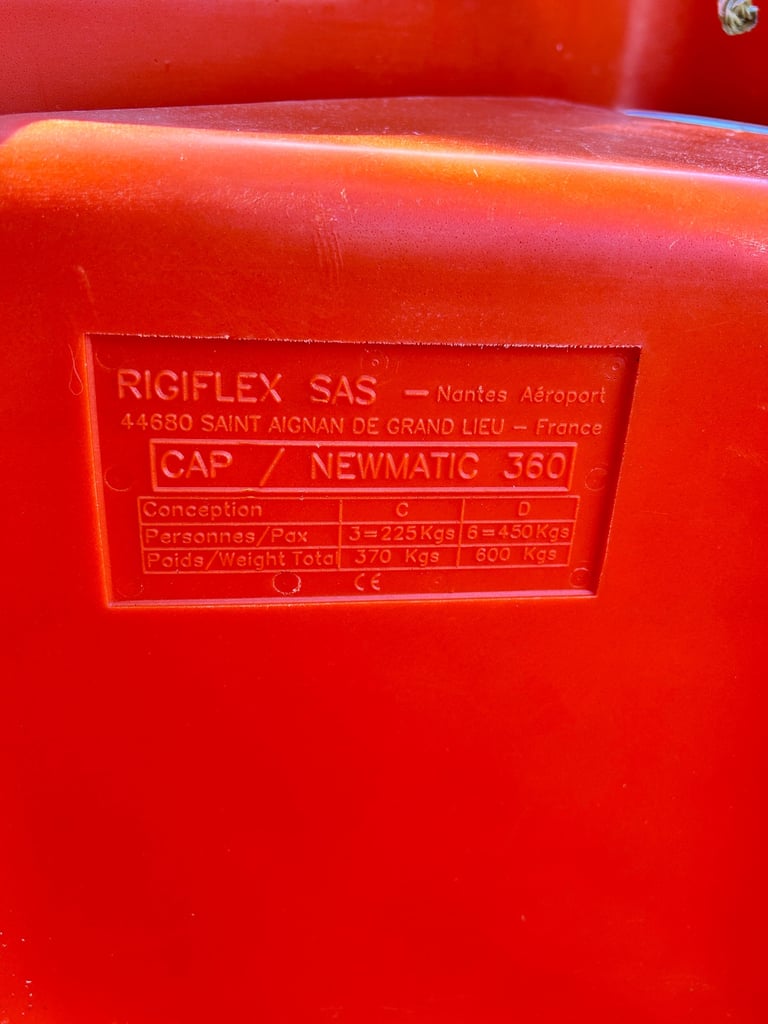 RIGIFLEX SAS – Nantes Aéroport
44680 SAINT AIGNAN DE GRAND LIEU – France
CAP / NEWMATIC 360
Conception C D
Personnes/Pax 3=225Kgs 6=450Kgs
Poids/Weight Total 370 Kgs 600 Kgs
CE